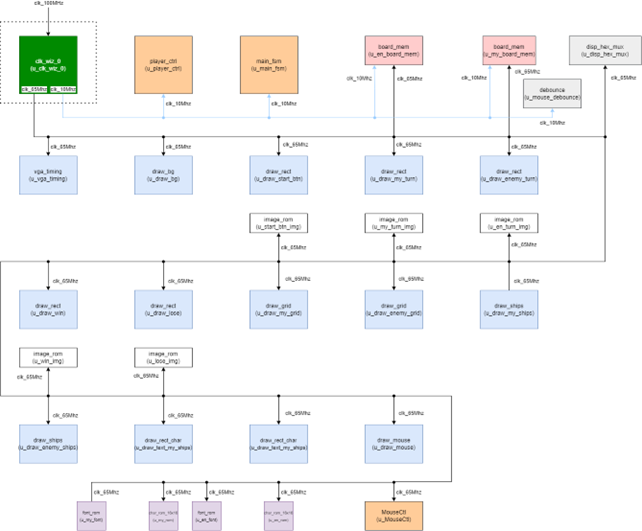 clk_100MHz
clk_wiz_0
(u_clk_wiz_0)
clk_65Mhz
clk_10Mhz
player_ctrl
(u_player_ctrl)
main_fsm
(u_main_fsm)
board_mem
(u_en_board_mem)
board_mem
(u_my_board_mem)
disp_hex_mux
(u_disp_hex_mux)
debounce
(u_mouse_debounce)
clk_10Mhz
clk_10Mhz
clk_10Mhz
clk_65Mhz
clk_10Mhz
clk_65Mhz
clk_65Mhz
clk_10Mhz
clk_65Mhz
clk_65Mhz
clk_65Mhz
clk_65Mhz
clk_65Mhz
clk_65Mhz
vga_timing
(u_vga_timing)
draw_bg
(u_draw_bg)
draw_rect
(u_draw_start_btn)
draw_rect
(u_draw_my_turn)
draw_rect
(u_draw_enemy_turn)
image_rom
(u_start_btn_img)
image_rom
(u_my_turn_img)
image_rom
(u_en_turn_img)
clk_65Mhz
clk_65Mhz
clk_65Mhz
clk_65Mhz
clk_65Mhz
draw_rect
(u_draw_win)
draw_rect
(u_draw_lose)
draw_grid
(u_draw_my_grid)
draw_grid
(u_draw_enemy_grid)
draw_ships
(u_draw_my_ships)
image_rom
(u_win_img)
image_rom
(u_lose_img)
clk_65Mhz
clk_65Mhz
clk_65Mhz
clk_65Mhz
clk_65Mhz
clk_65Mhz
draw_ships
(u_draw_enemy_ships)
draw_rect_char
(u_draw_text_my_ships)
draw_rect_char
(u_draw_text_my_ships)
draw_mouse
(u_draw_mouse)
clk_65Mhz
clk_65Mhz
clk_65Mhz
clk_65Mhz
clk_65Mhz
font_rom
(u_my_font)
font_rom
(u_en_font)
MouseCtl
(u_MouseCtl)